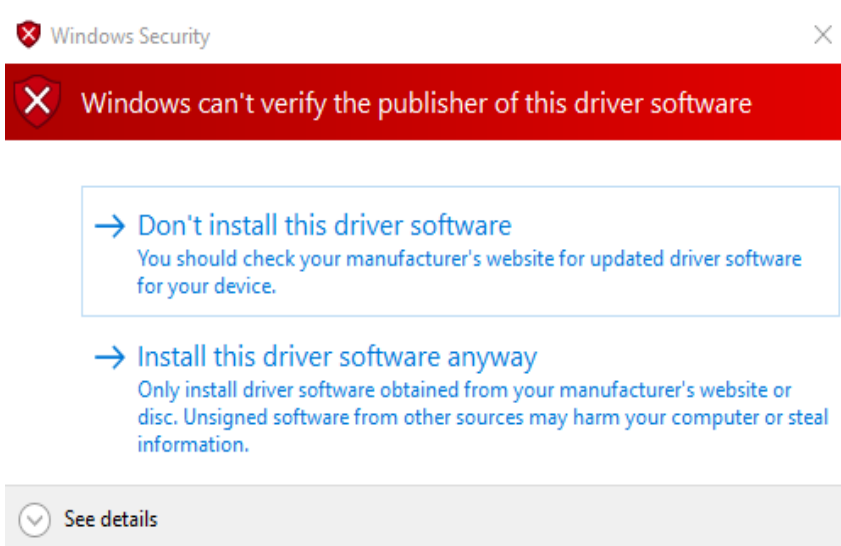 Windows Security
Windows can't verify the publisher of this driver software
Don't install this driver software
You should check your manufacturer's website for updated driver software
for your device.
Install this driver software anyway
Only install driver software obtained from your manufacturer's website or
disc. Unsigned software from other sources may harm your computer or steal
information.
See details